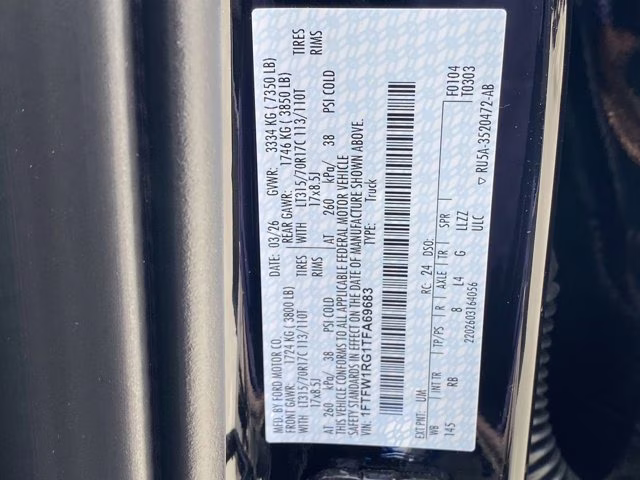 MFD. BY FORD MOTOR CO.
DATE: 03/26 GVWR: 3334 KG ( 7350 LB)
FRONT GAWR: 1724 KG ( 3800 LB) REAR GAWR: 1746 KG ( 3850 LB)
WITH LT315/70R17C 113/110T TIRES WITH LT315/70R17C 113/110T TIRES
17x8.5J RIMS 17x8.5J RIMS
AT 260 kPa/ 38 PSI COLD AT 260 kPa/ 38 PSI COLD
THIS VEHICLE CONFORMS TO ALL APPLICABLE FEDERAL MOTOR VEHICLE
SAFETY STANDARDS IN EFFECT ON THE DATE OF MANUFACTURE SHOWN ABOVE.
VIN: 1FTFW1RG1TFA69683 TYPE: Truck
F0104
T0303
EXT PNT: UM RC: 24 DSO:
WB INT TR TP/PS R AXLE TR SPR
145 RB 8 L4 G LLZZ
ULC
2202603164056 ▽ RU5A-3520472-AB